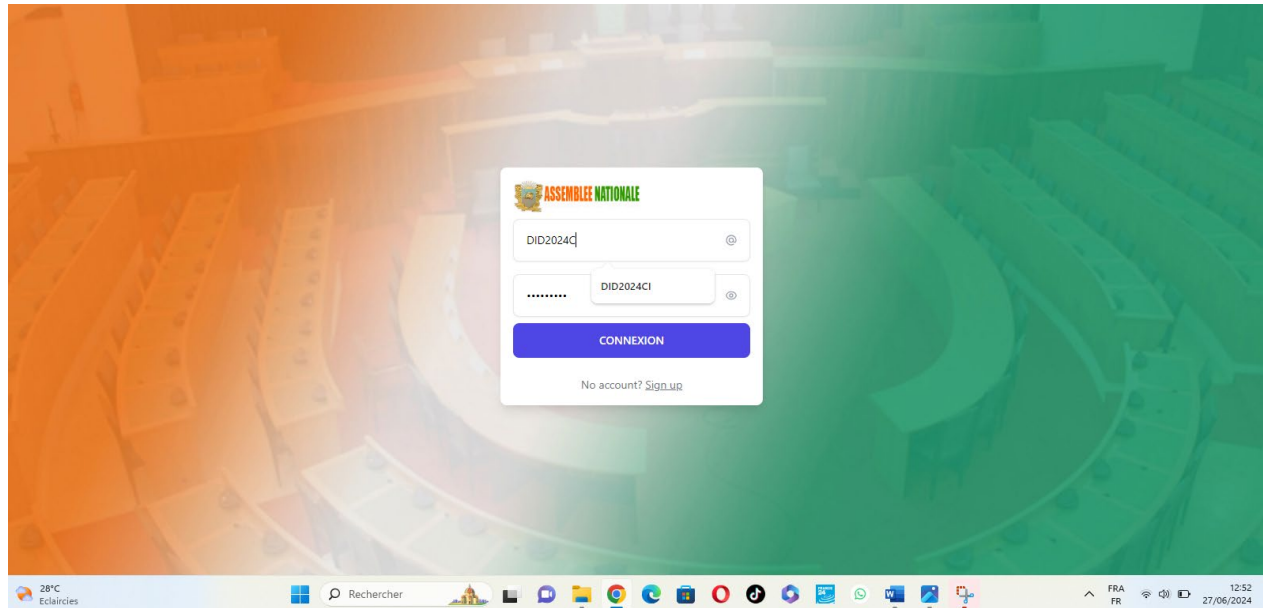 ASSEMBLEE NATIONALE
DID2024C
@
DID2024CI
•••••••••
CONNEXION
No account? Sign up
28°C
Eclaircies
Rechercher
FRA
FR
12:52
27/06/2024